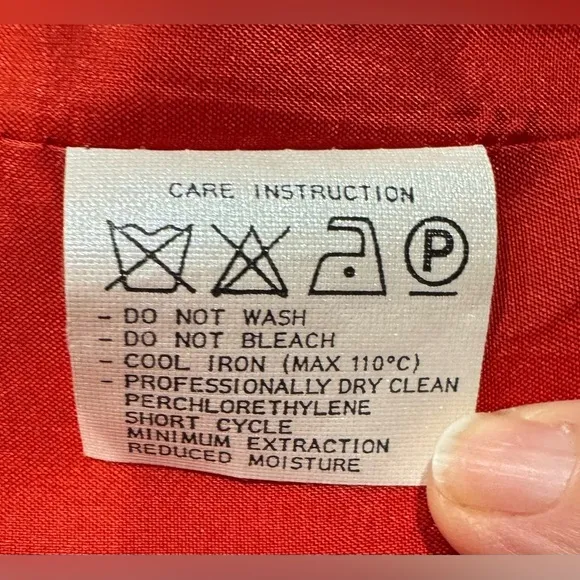 CARE INSTRUCTION
P
- DO NOT WASH
- DO NOT BLEACH
- COOL IRON (MAX 110°C)
- PROFESSIONALLY DRY CLEAN
PERCHLORETHYLENE
SHORT CYCLE
MINIMUM EXTRACTION
REDUCED MOISTURE